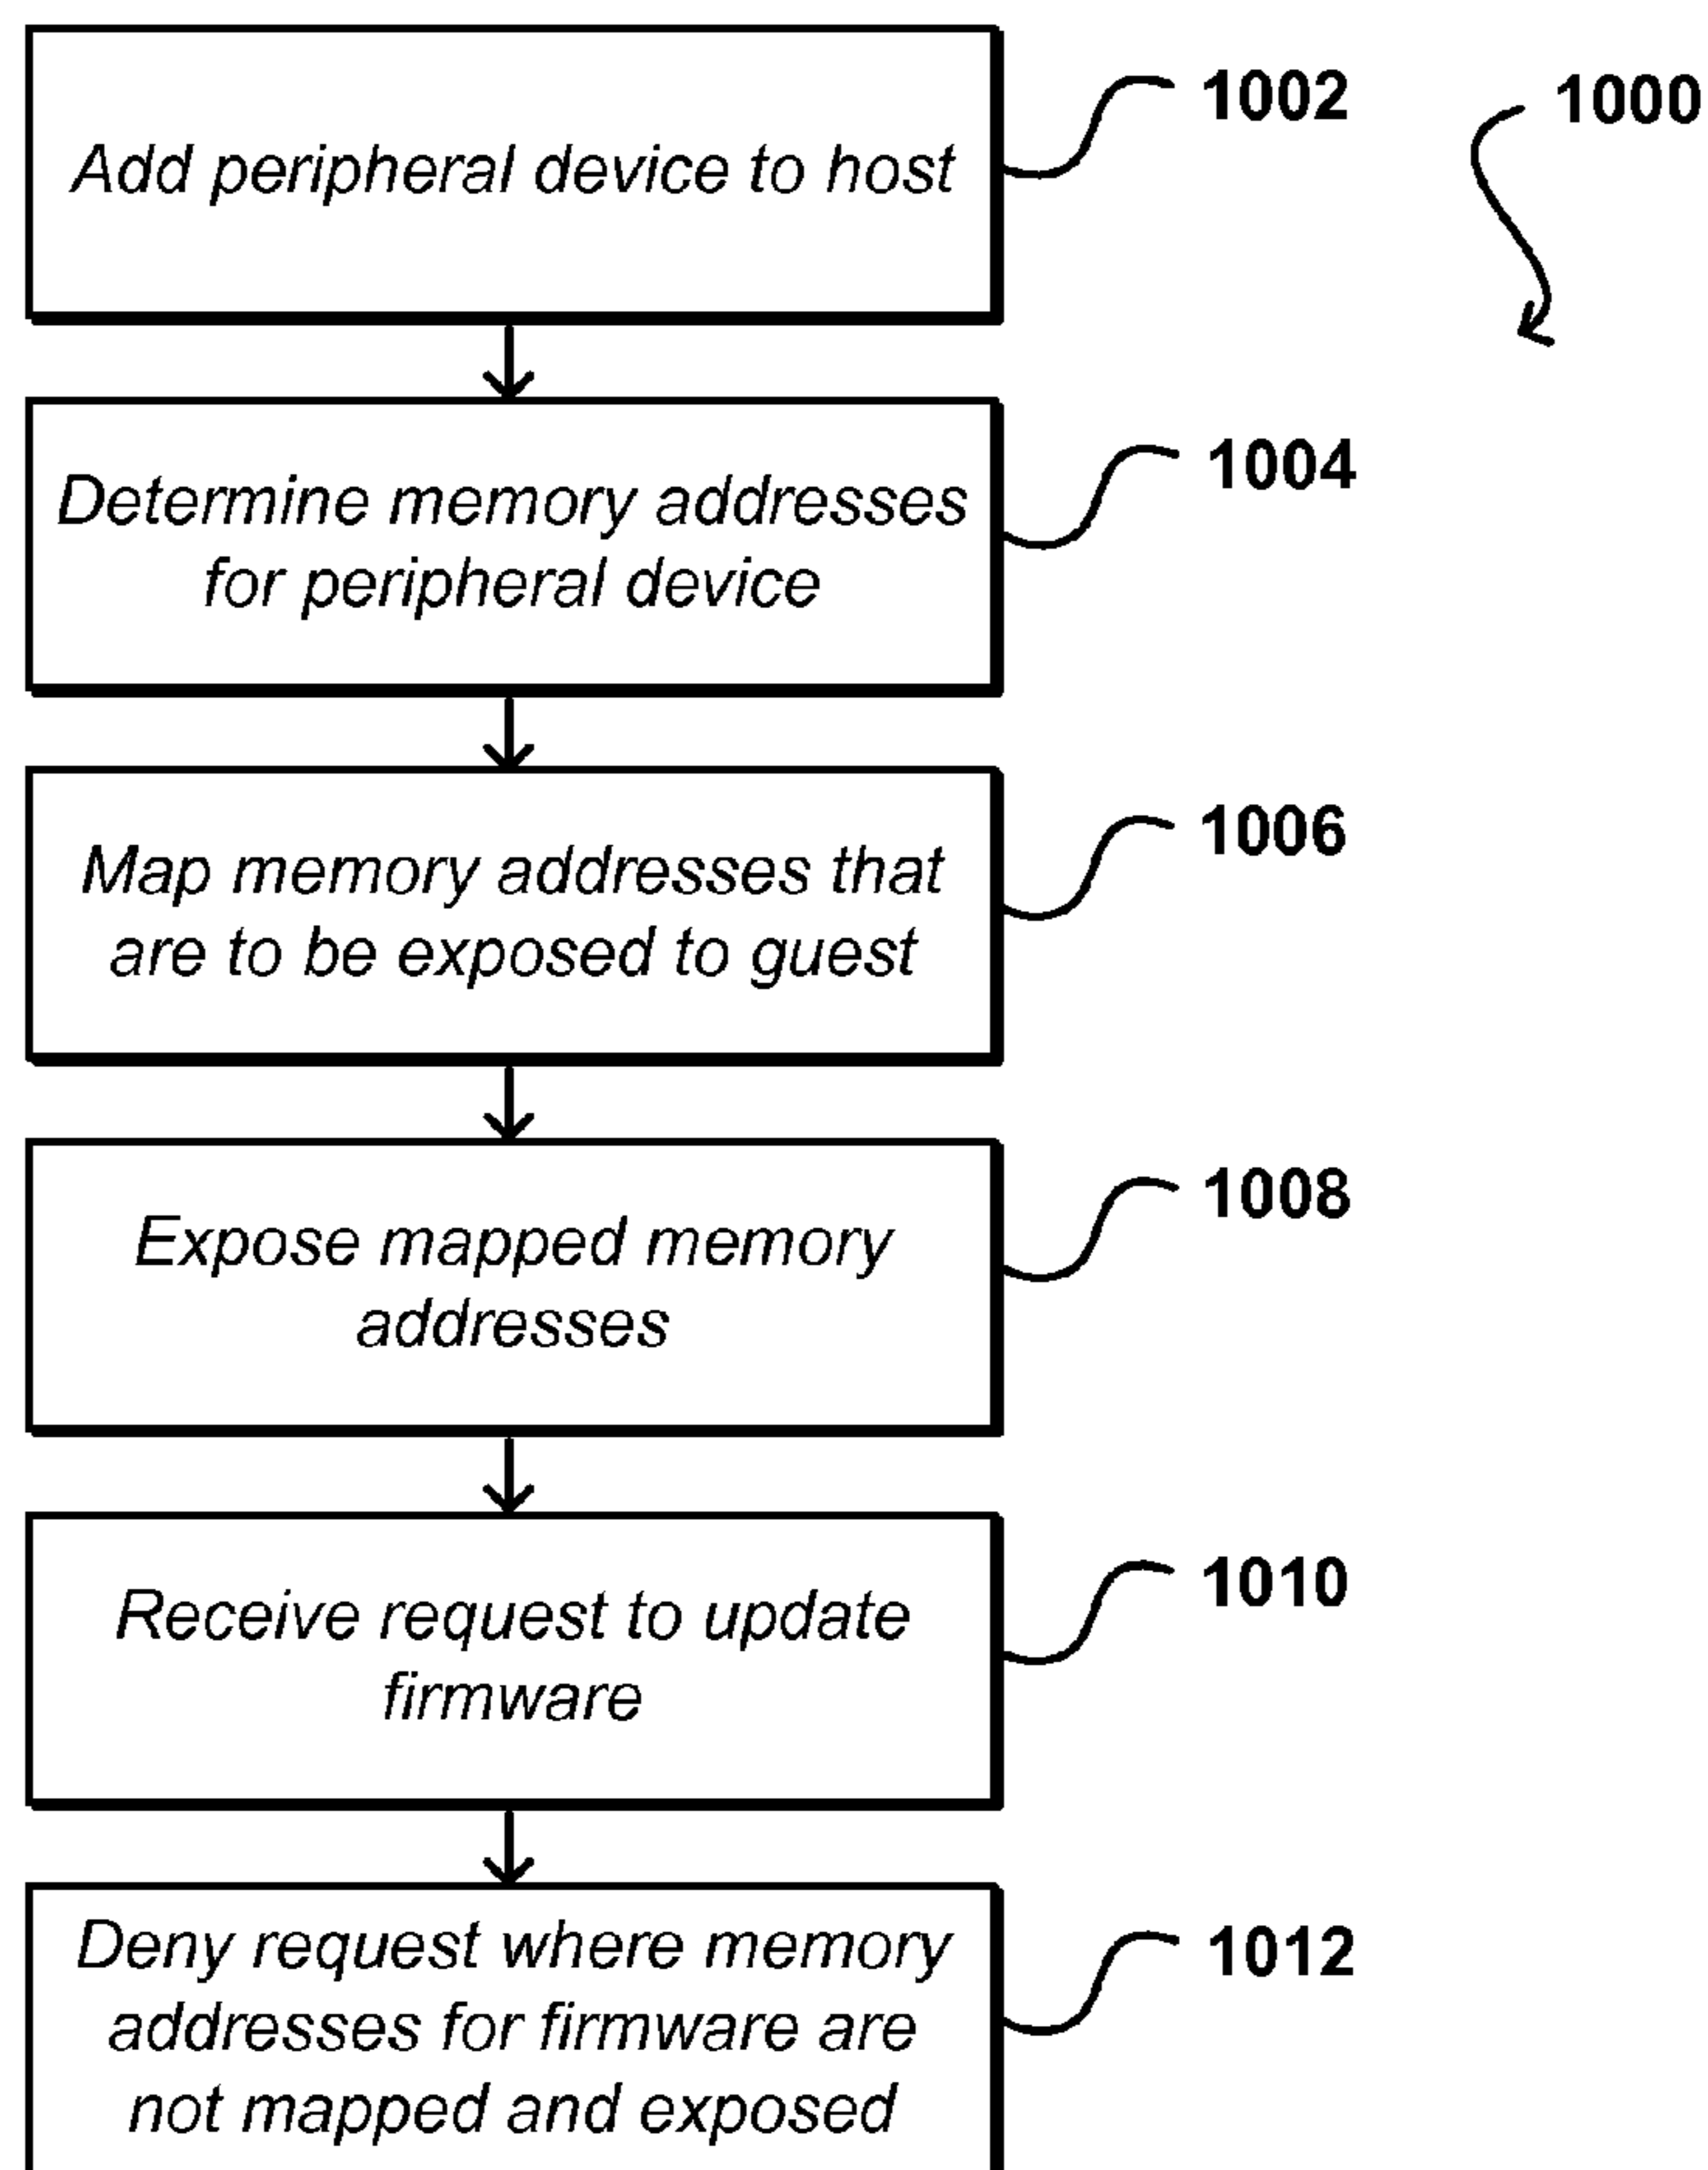 Add peripheral device to host
1002
1000
Determine memory addresses
for peripheral device
1004
Map memory addresses that
are to be exposed to guest
1006
Expose mapped memory
addresses
1008
Receive request to update
firmware
1010
Deny request where memory
addresses for firmware are
not mapped and exposed
1012